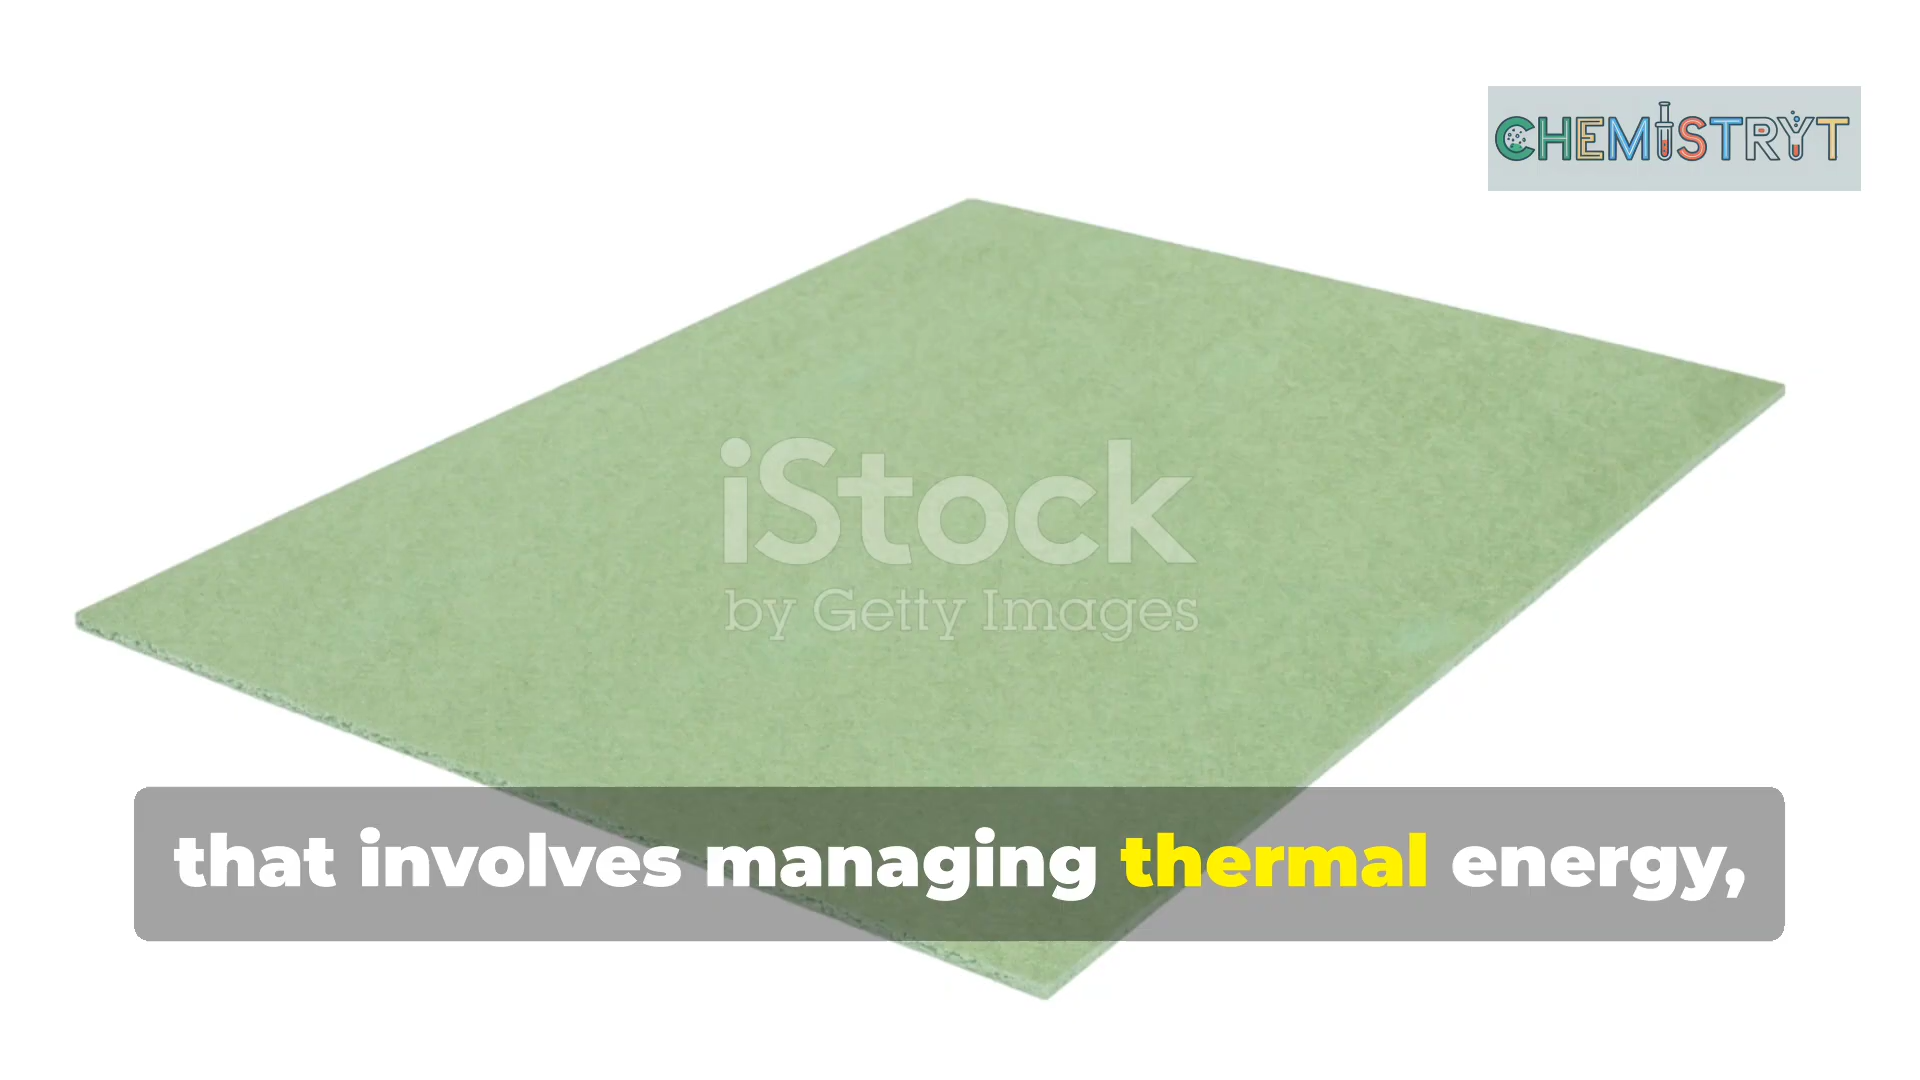 CHEMISTRYT
iStock
by Getty Images
that involves managing thermal energy,